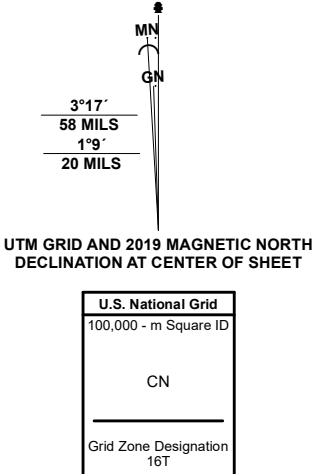 MN
GN
3°17´
58 MILS
1°9´
20 MILS
UTM GRID AND 2019 MAGNETIC NORTH
DECLINATION AT CENTER OF SHEET
U.S. National Grid
100,000 - m Square ID
CN
Grid Zone Designation
16T